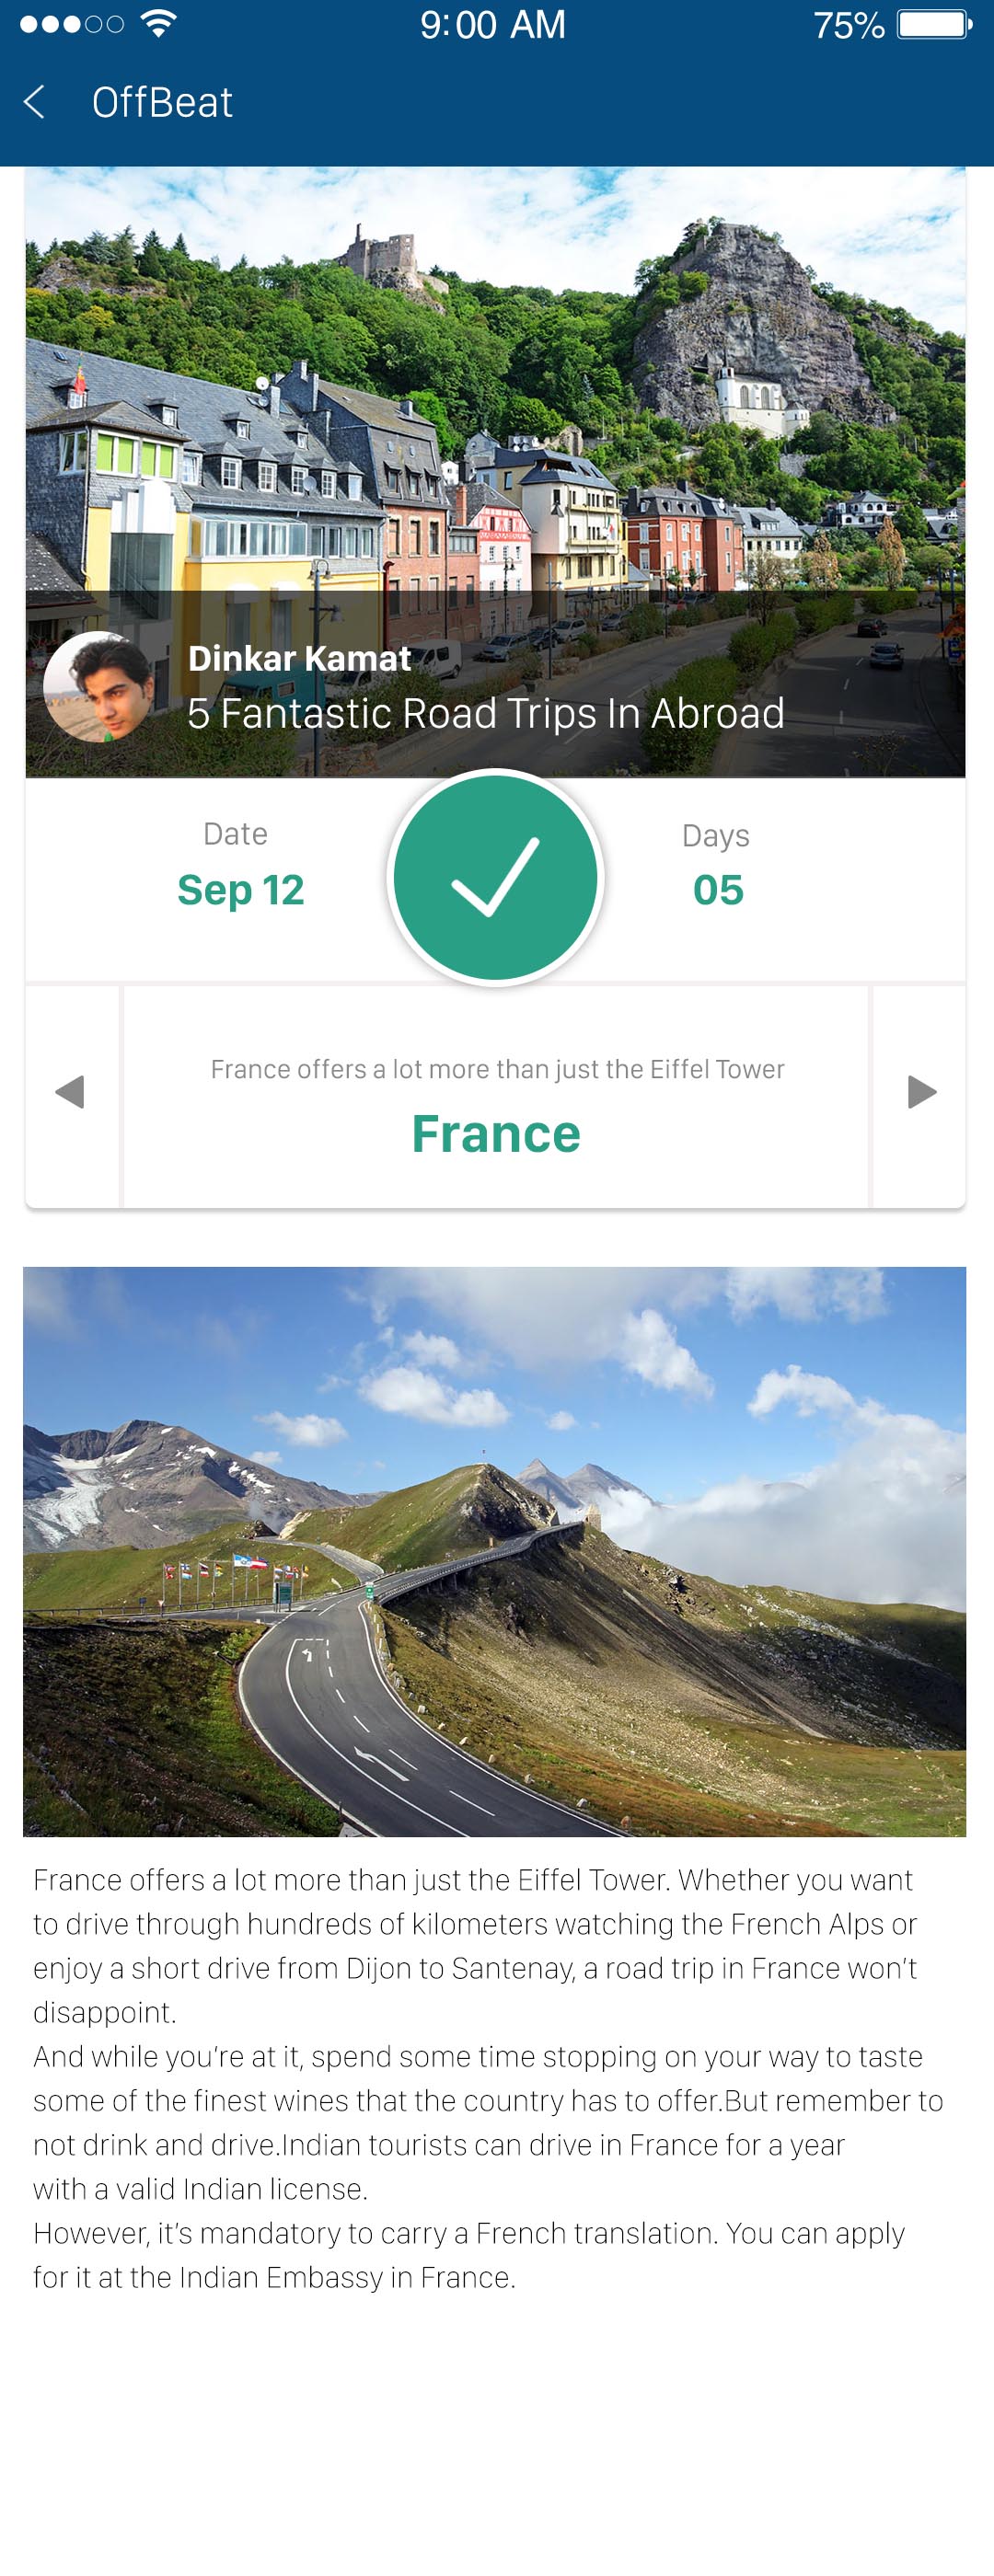 9:00 AM
75%
OffBeat
Dinkar Kamat
5 Fantastic Road Trips In Abroad
Date
Days
Sep 12
05
France offers a lot more than just the Eiffel Tower
France
France offers a lot more than just the Eiffel Tower. Whether you want
to drive through hundreds of kilometers watching the French Alps or
enjoy a short drive from Dijon to Santenay, a road trip in France won’t
disappoint.
And while you’re at it, spend some time stopping on your way to taste
some of the finest wines that the country has to offer.But remember to
not drink and drive.Indian tourists can drive in France for a year
with a valid Indian license.
However, it’s mandatory to carry a French translation. You can apply
for it at the Indian Embassy in France.